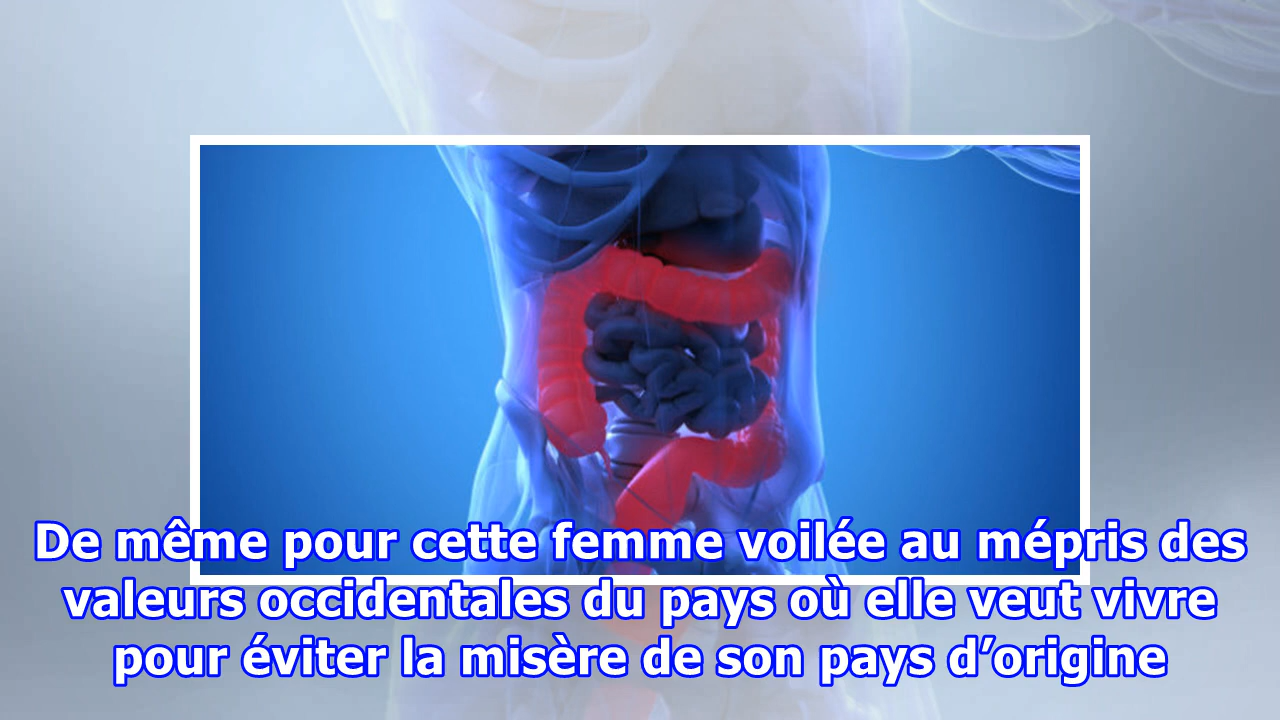 De même pour cette femme voilée au mépris des
valeurs occidentales du pays où elle veut vivre
pour éviter la misère de son pays d’origine